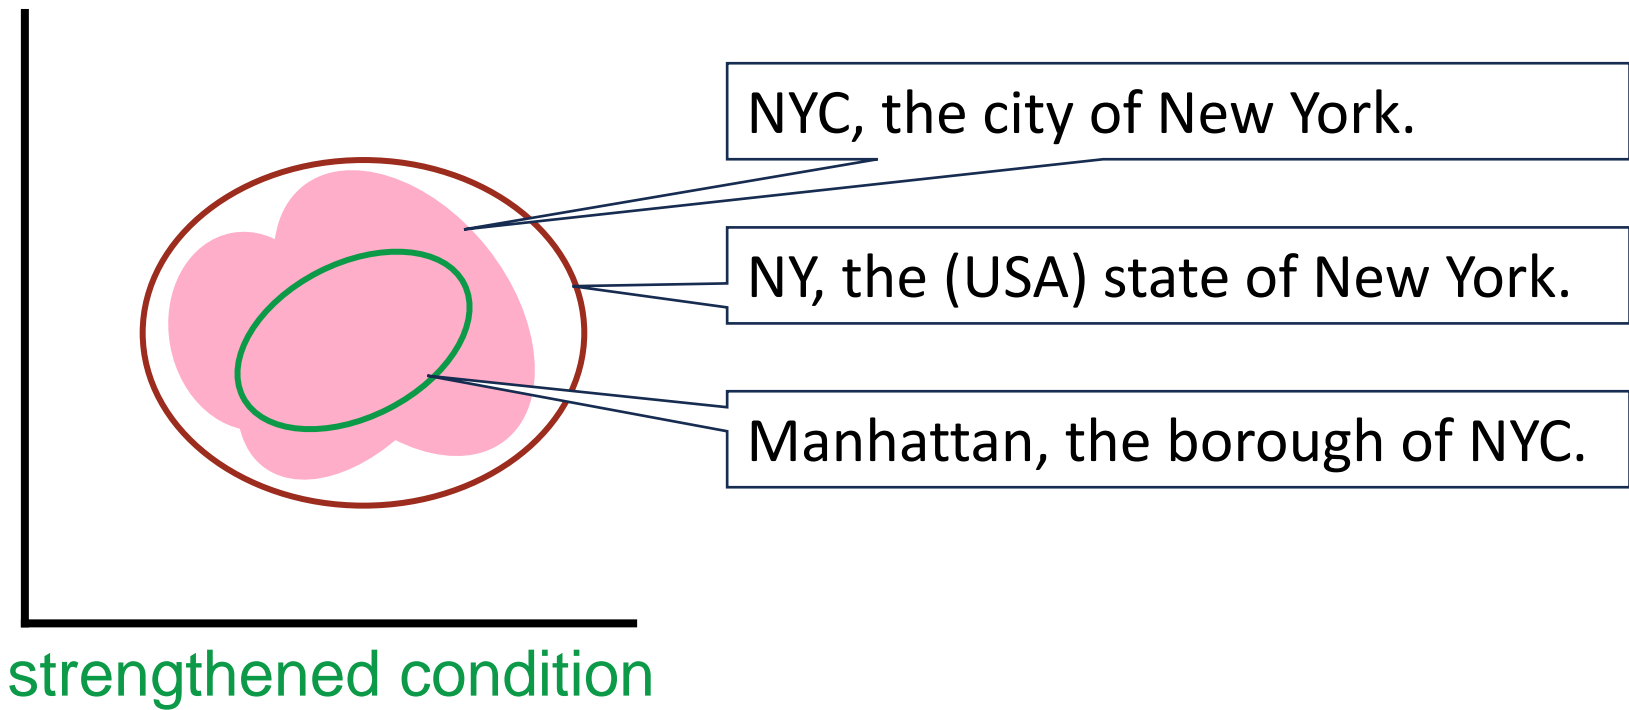 NYC, the city of New York.
NY, the (USA) state of New York.
Manhattan, the borough of NYC.
strengthened condition